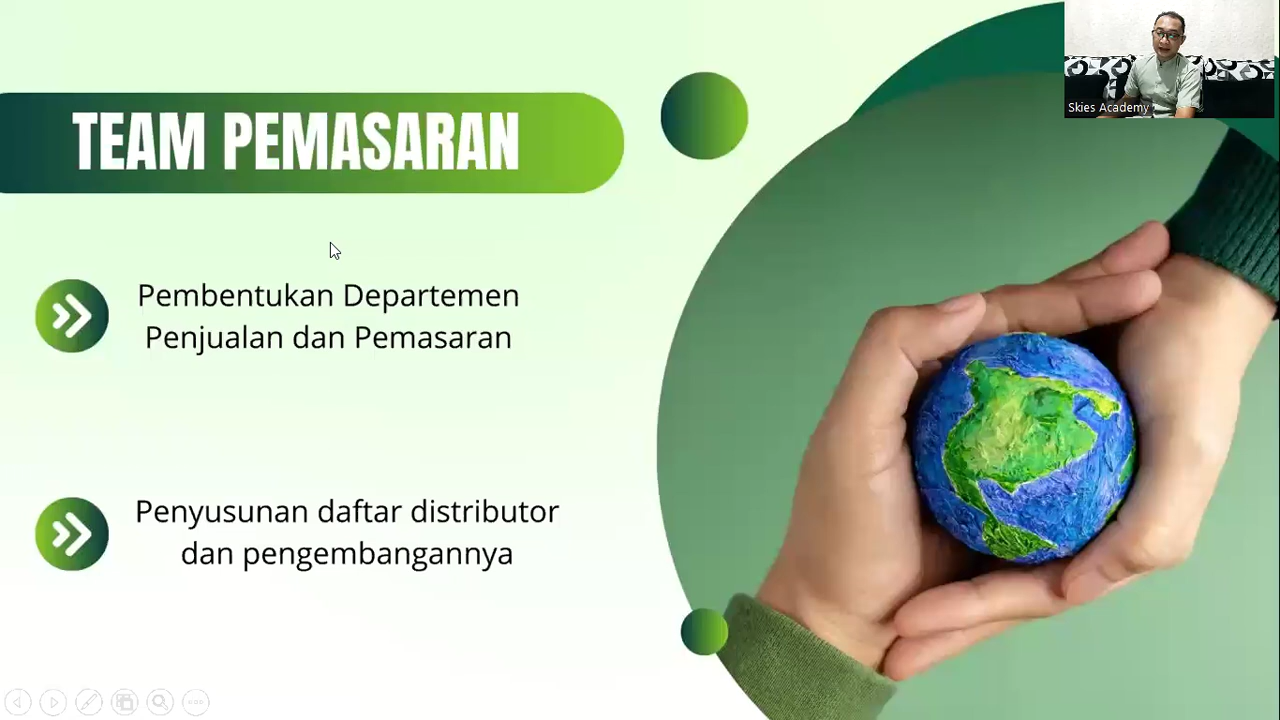 TEAM PEMASARAN
Pembentukan Departemen
Penjualan dan Pemasaran
Penyusunan daftar distributor
dan pengembangannya
Skies Academy